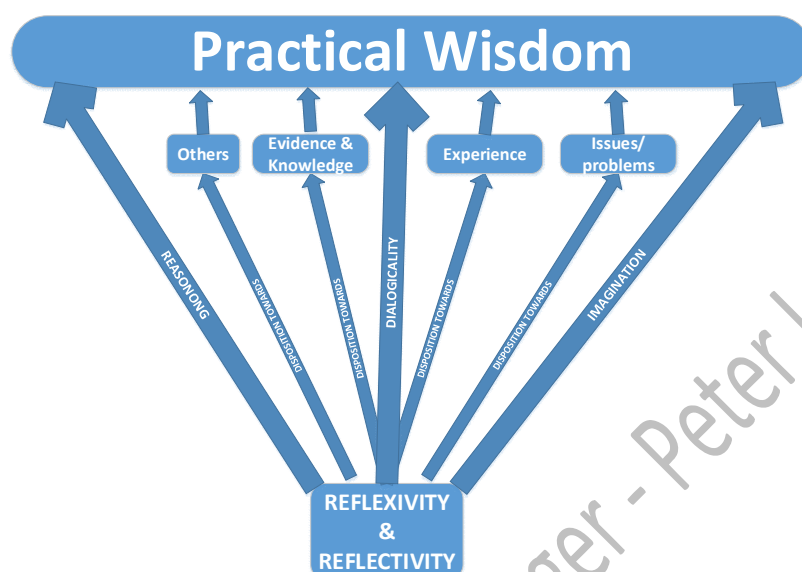 Practical Wisdom
Others
Evidence &
Knowledge
Experience
Issues/
problems
REASONONG
DISPOSITION TOWARDS
DISPOSITION TOWARDS
DIALOGICALITY
DISPOSITION TOWARDS
DISPOSITION TOWARDS
IMAGINATION
REFLEXIVITY
&
REFLECTIVITY
ger - Peter